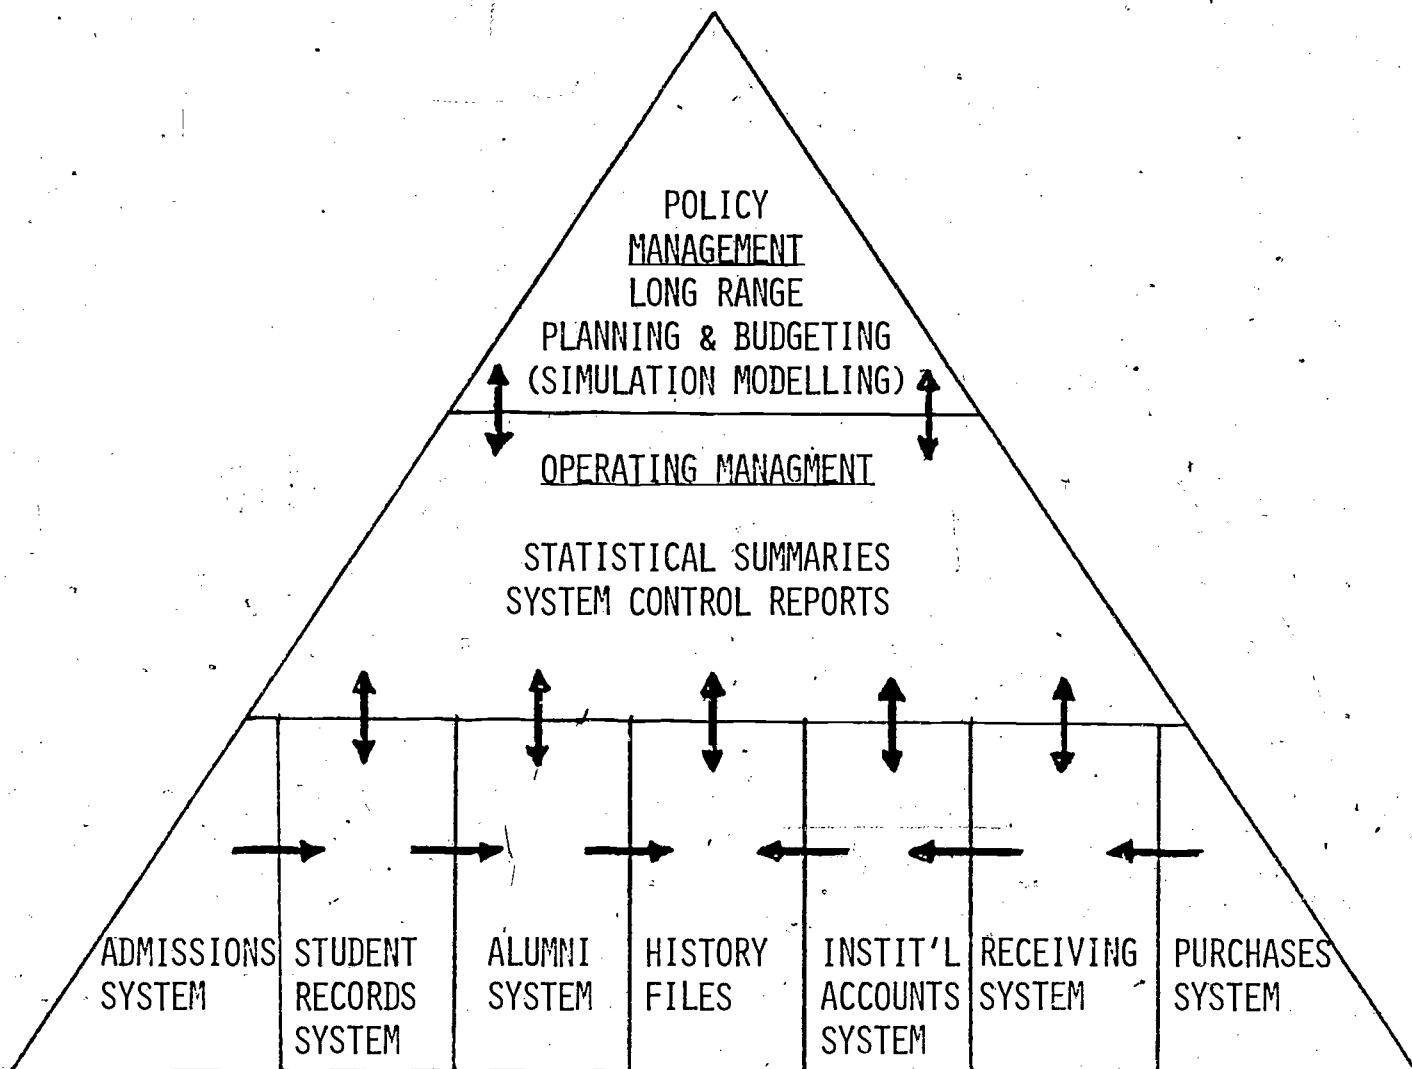 POLICY
MANAGEMENT
LONG RANGE
PLANNING & BUDGETING
(SIMULATION MODELLING)
OPERATING MANAGMENT
STATISTICAL SUMMARIES
SYSTEM CONTROL REPORTS
ADMISSIONS
SYSTEM
STUDENT
RECORDS
SYSTEM
ALUMNI
SYSTEM
HISTORY
FILES
INSTIT'L
ACCOUNTS
SYSTEM
RECEIVING
SYSTEM
PURCHASES
SYSTEM